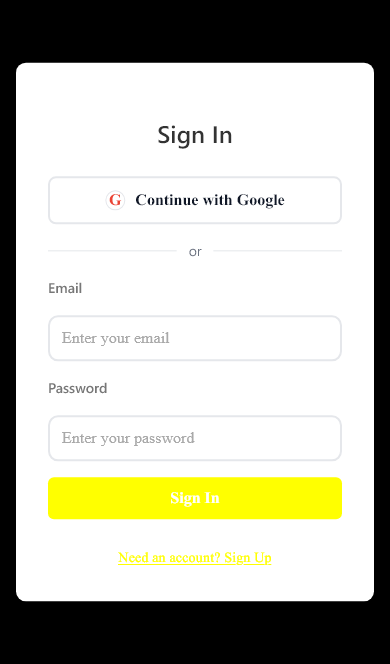 Sign In
G Continue with Google
or
Email
Enter your email
Password
Enter your password
Sign In
Need an account? Sign Up